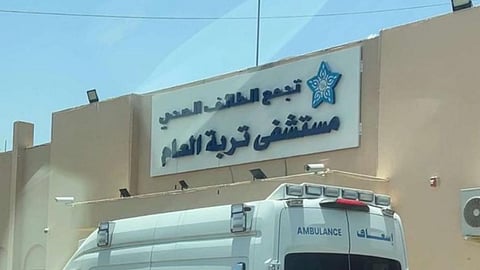 تجمع الطائف الصحي
مستشفى تربة العام
AMBULANCE إسعاف